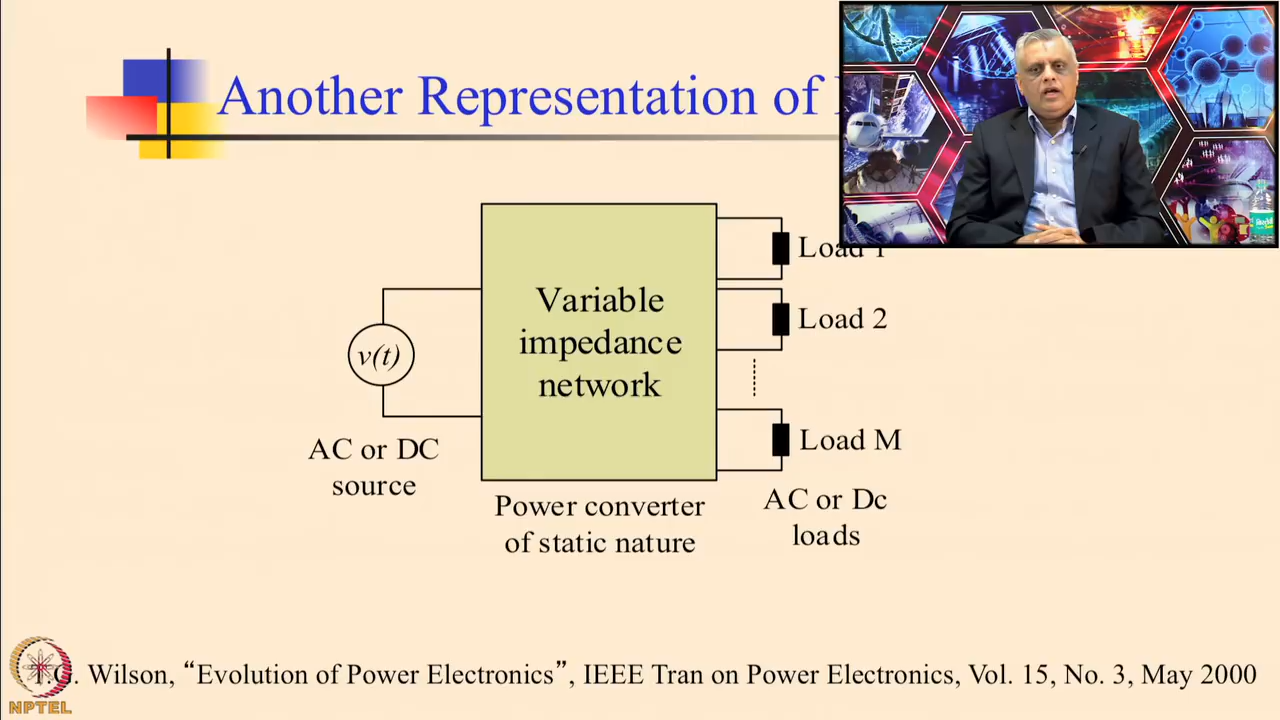 Another Representation of
Load 1
Variable
impedance
network
Load 2
v(t)
Load M
AC or DC
source
Power converter
of static nature
AC or Dc
loads
G. Wilson, “Evolution of Power Electronics”, IEEE Tran on Power Electronics, Vol. 15, No. 3, May 2000
NPTEL